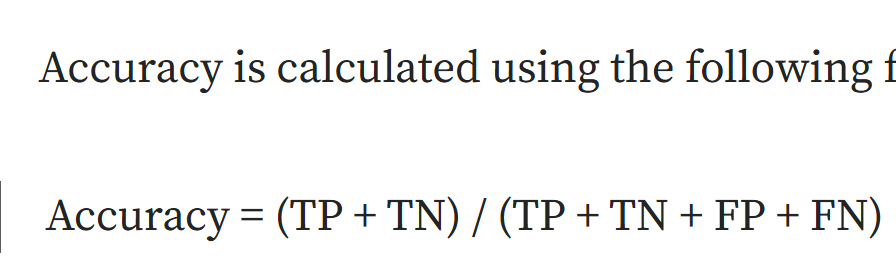 Accuracy is calculated using the following
Accuracy = (TP + TN) / (TP + TN + FP + FN)